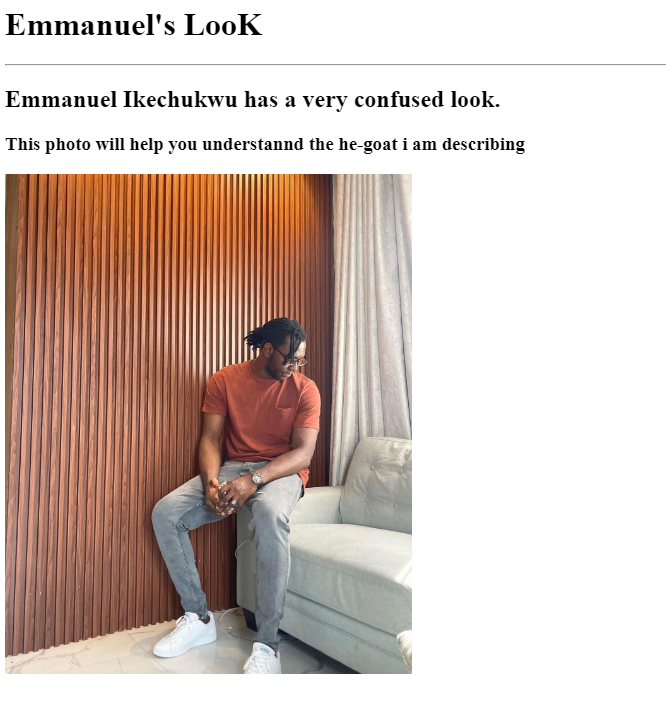 Emmanuel's LooK
Emmanuel Ikechukwu has a very confused look.
This photo will help you understannd the he-goat i am describing